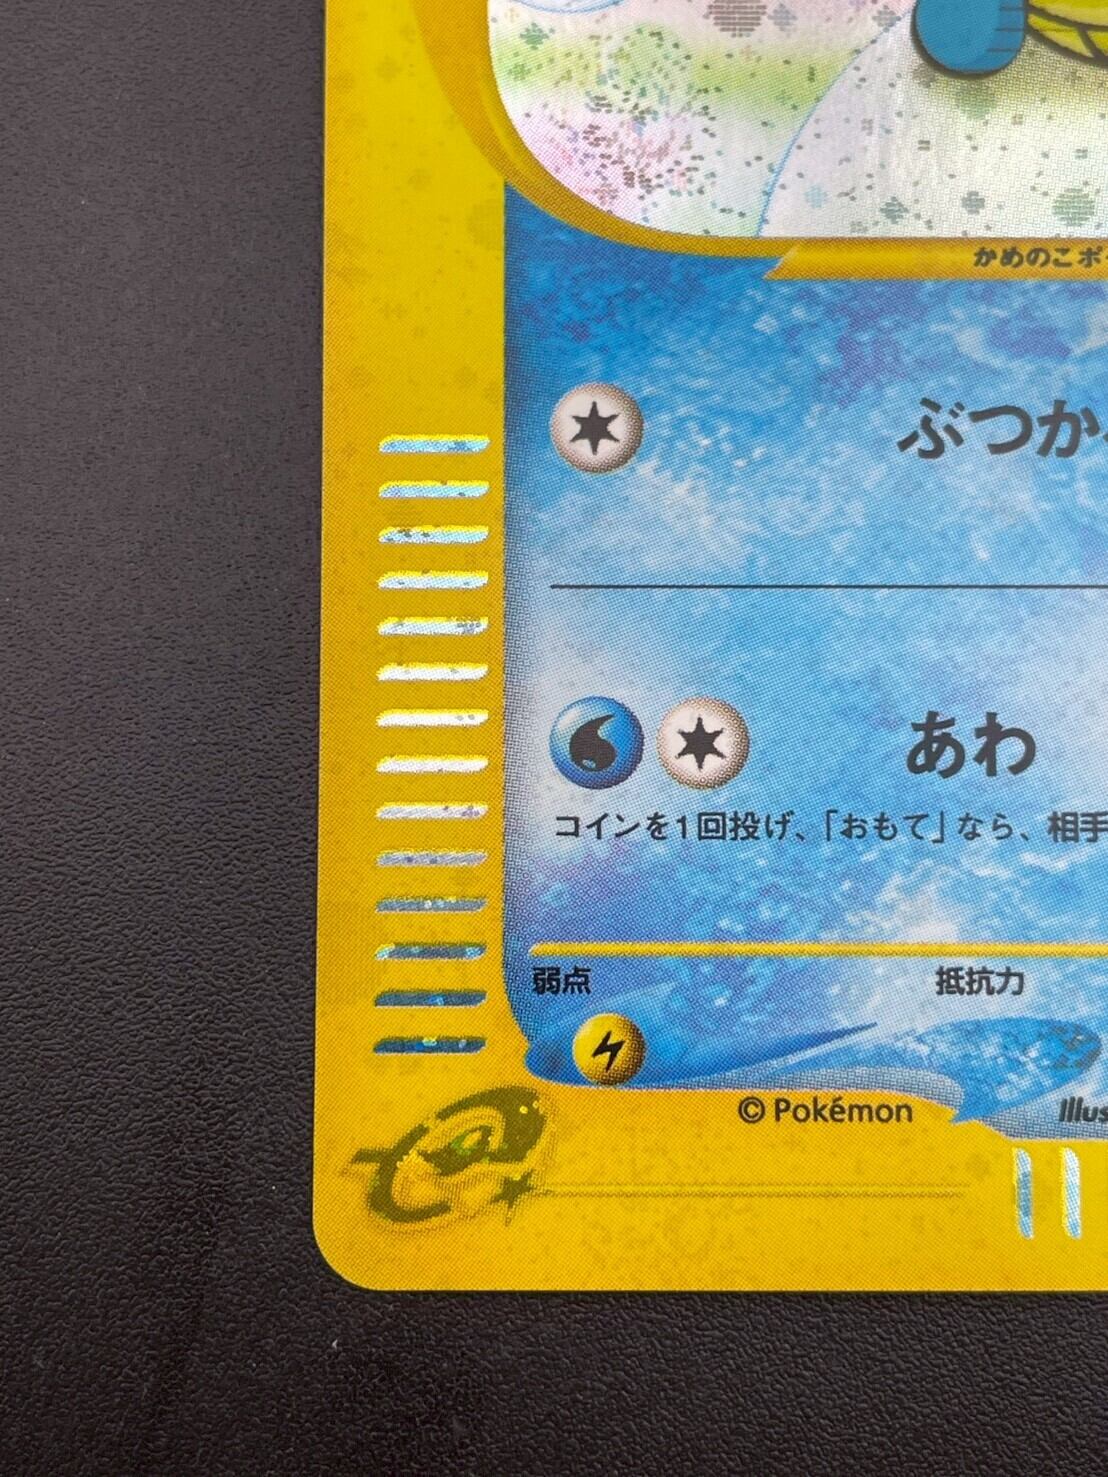 かめのこポ
ぶつか
あわ
コインを1回投げ、「おもて」なら、相手
弱点 抵抗力
© Pokémon Illus